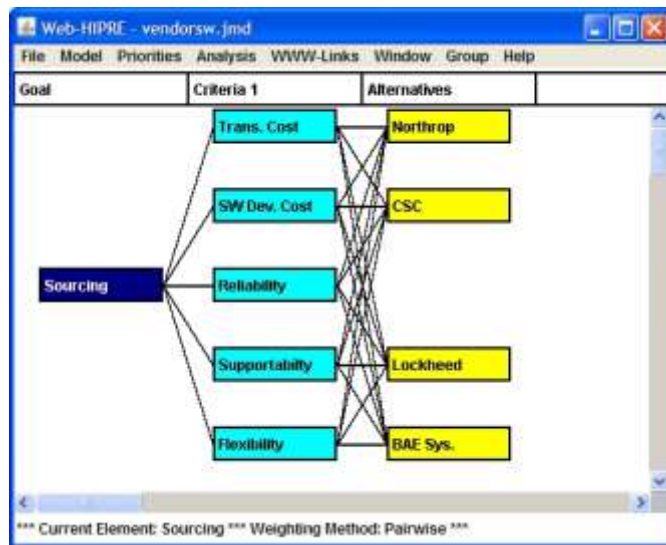 Web-HIPRE - vendorsw.jmd
File Model Priorities Analysis WWW-Links Window Group Help
Goal Criteria 1 Alternatives
Trans. Cost Northrop
SW Dev. Cost CSC
Sourcing Reliability
Supportabilty Lockheed
Flexibility BAE Sys.
*** Current Element: Sourcing *** Weighting Method: Pairwise ***